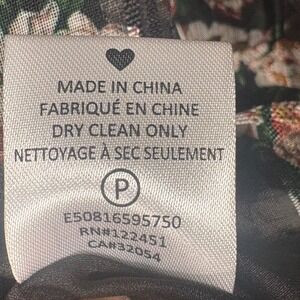 MADE IN CHINA
FABRIQUÉ EN CHINE
DRY CLEAN ONLY
NETTOYAGE À SEC SEULEMENT
P
E50816595750
RN#122451
CA#32054